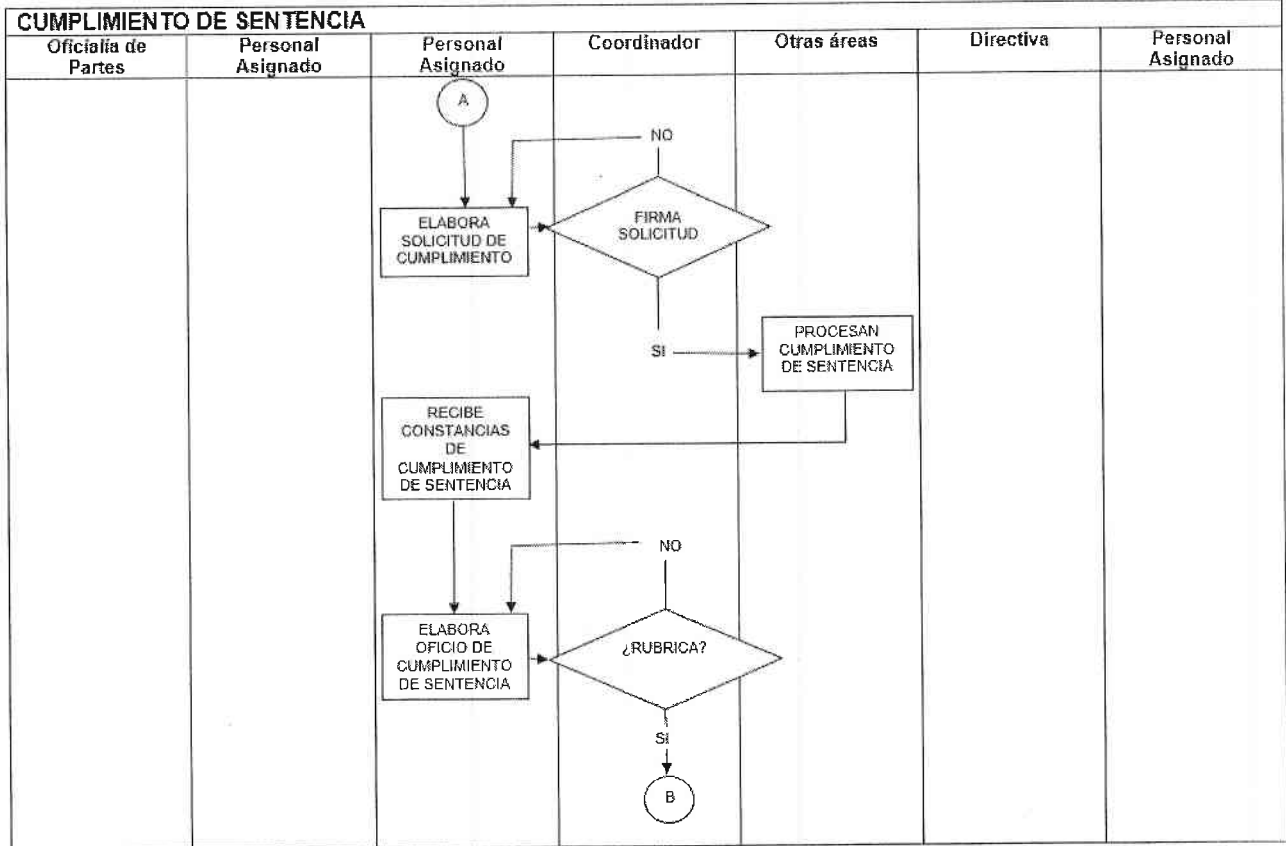 CUMPLIMIENTO DE SENTENCIA
Oficialía de
Partes
Personal
Asignado
Personal
Asignado
Coordinador
Otras áreas
Directiva
Personal
Asignado
A
NO
ELABORA
SOLICITUD DE
CUMPLIMIENTO
FIRMA
SOLICITUD
SI
PROCESAN
CUMPLIMIENTO
DE SENTENCIA
RECIBE
CONSTANCIAS
DE
CUMPLIMIENTO
DE SENTENCIA
NO
ELABORA
OFICIO DE
CUMPLIMIENTO
DE SENTENCIA
¿RUBRICA?
SI
B